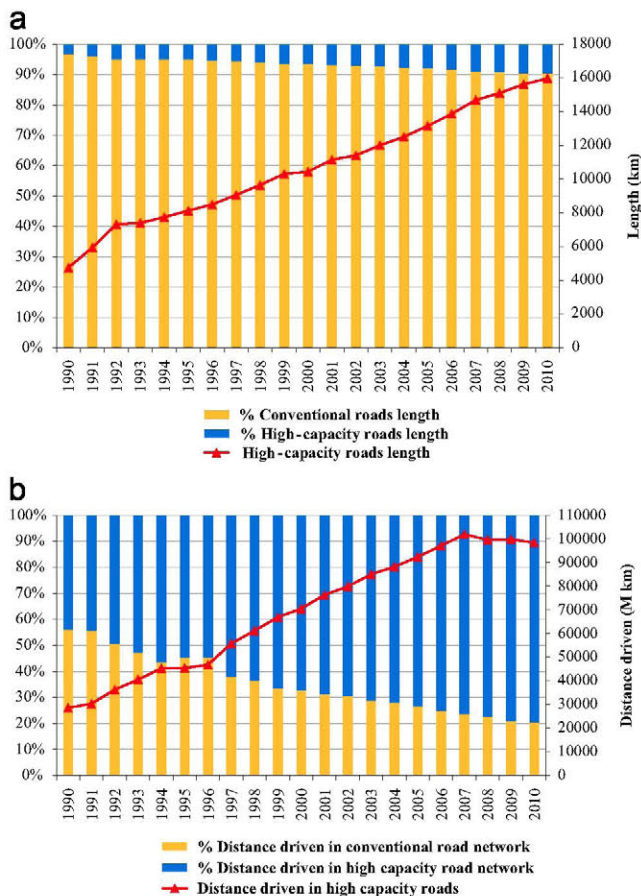 a
100% 18000
90% 16000
80% 14000
70% 12000
60% 10000
50% 8000
40% 6000
30% 4000
20% 2000
10% 0
0%
Length (km)
1990 1991 1992 1993 1994 1995 1996 1997 1998 1999 2000 2001 2002 2003 2004 2005 2006 2007 2008 2009 2010
% Conventional roads length
% High-capacity roads length
High-capacity roads length
b
100% 110000
90% 100000
80% 90000
70% 80000
60% 70000
50% 60000
40% 50000
30% 40000
20% 30000
10% 20000
0% 10000
0
Distance driven (M km)
1990 1991 1992 1993 1994 1995 1996 1997 1998 1999 2000 2001 2002 2003 2004 2005 2006 2007 2008 2009 2010
% Distance driven in conventional road network
% Distance driven in high capacity road network
Distance driven in high capacity roads